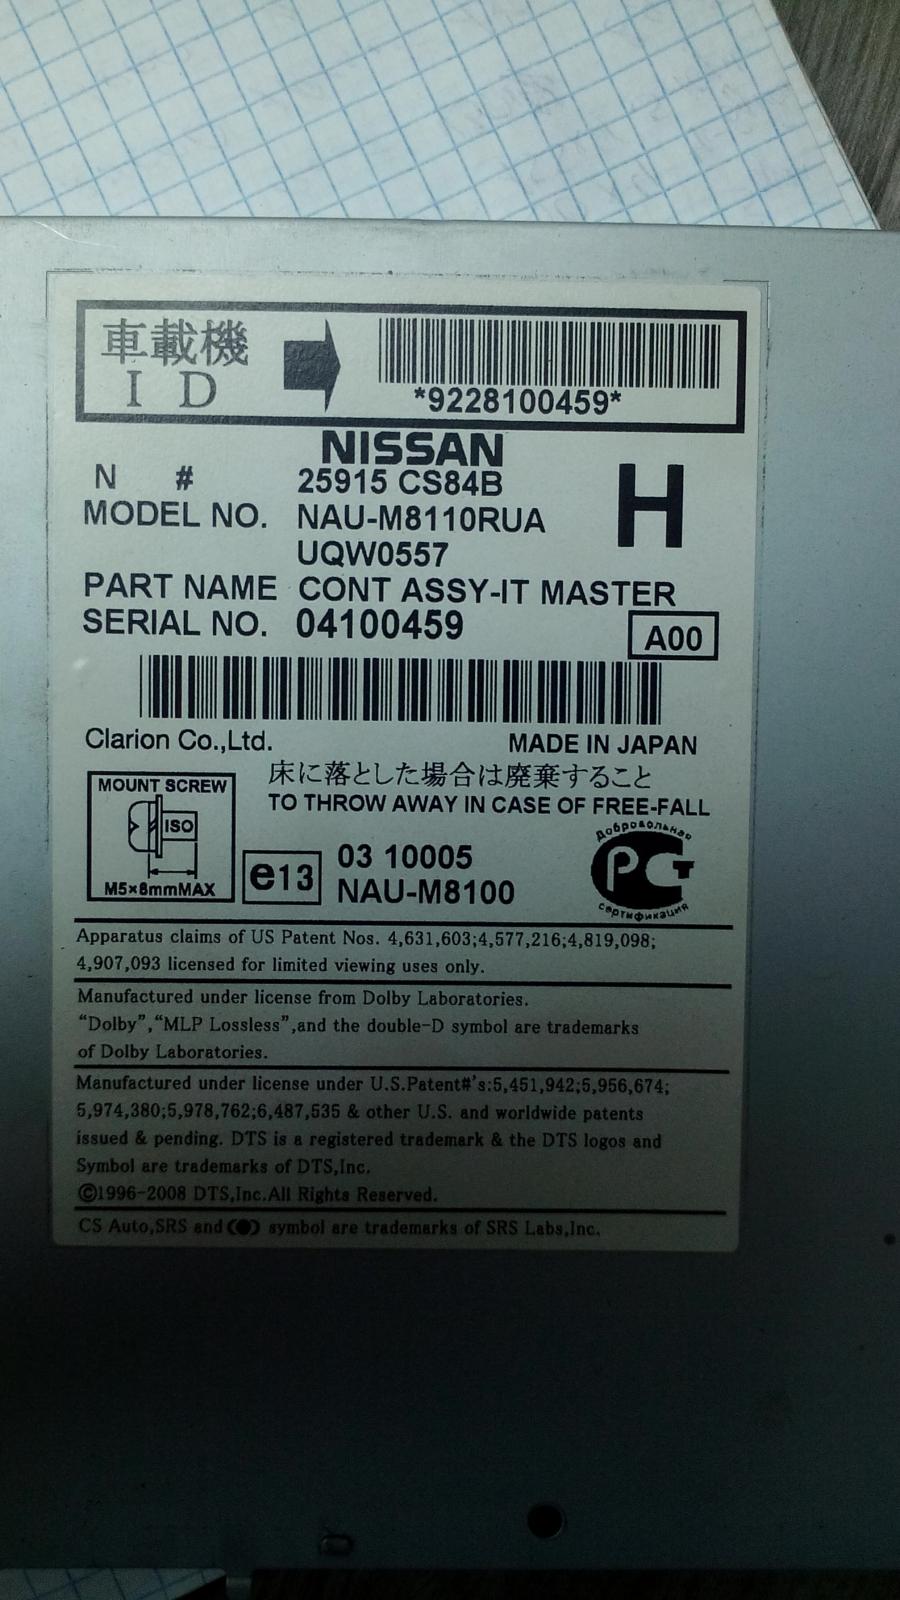 車載機
ID
*9228100459*
NISSAN
N # 25915 CS84B
H
MODEL NO. NAU-M8110RUA
UQW0557
PART NAME CONT ASSY-IT MASTER
SERIAL NO. 04100459
A00
Clarion Co.,Ltd. MADE IN JAPAN
MOUNT SCREW
ISO
M5×8mmMAX
床に落とした場合は廃棄すること
TO THROW AWAY IN CASE OF FREE-FALL
e13
03 10005
NAU-M8100
Добровольная
РСТ
сертификация
Apparatus claims of US Patent Nos. 4,631,603;4,577,216;4,819,098;
4,907,093 licensed for limited viewing uses only.
Manufactured under license from Dolby Laboratories.
“Dolby”,“MLP Lossless”,and the double-D symbol are trademarks
of Dolby Laboratories.
Manufactured under license under U.S.Patent#'s:5,451,942;5,956,674;
5,974,380;5,978,762;6,487,535 & other U.S. and worldwide patents
issued & pending. DTS is a registered trademark & the DTS logos and
Symbol are trademarks of DTS,Inc.
©1996-2008 DTS,Inc.All Rights Reserved.
CS Auto,SRS and symbol are trademarks of SRS Labs,Inc.